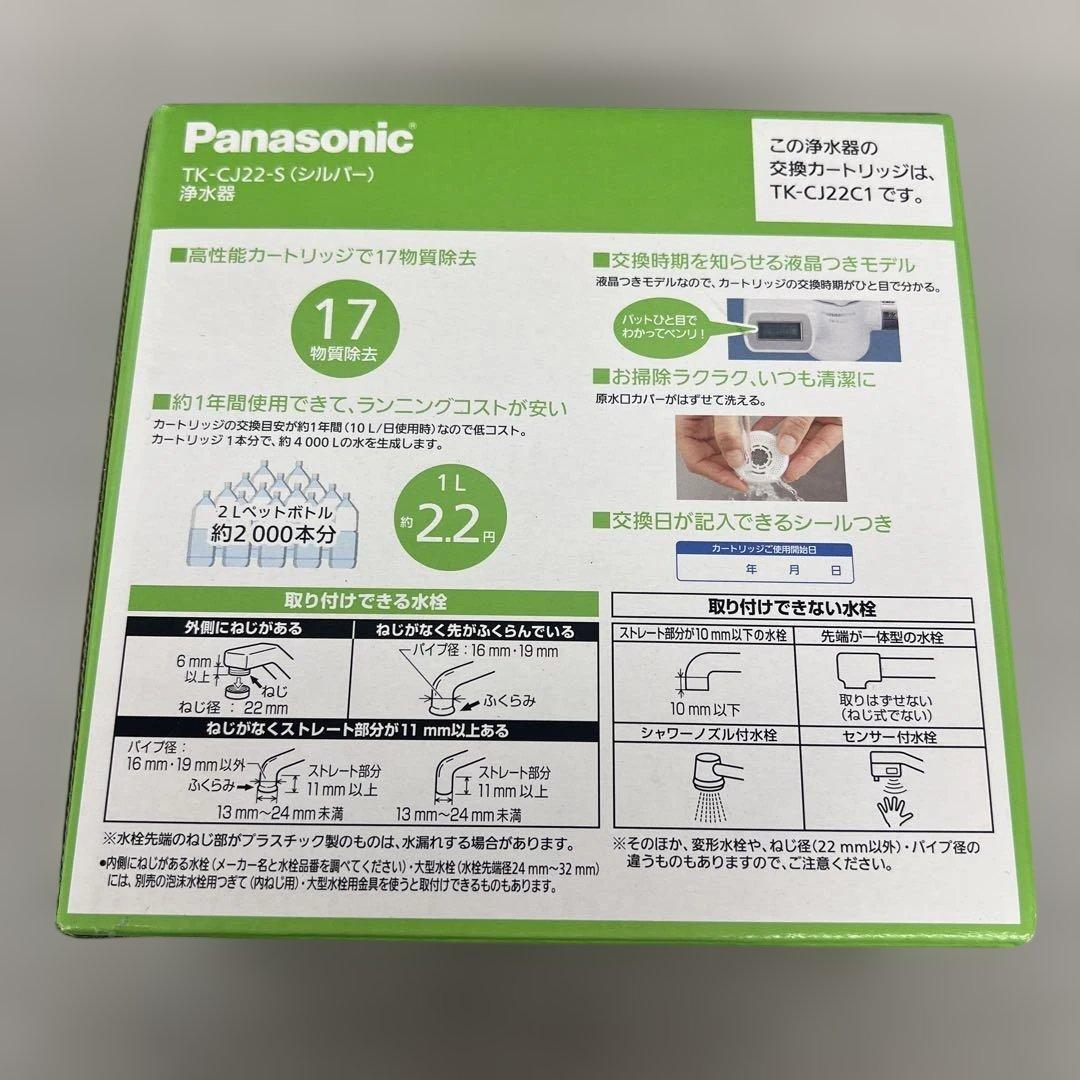 Panasonic®
TK-CJ22-S(シルバー)
浄水器
この浄水器の
交換カートリッジは、
TK-CJ22C1です。
■高性能カートリッジで17物質除去
17
物質除去
■約1年間使用できて、ランニングコストが安い
カートリッジの交換目安が約1年間(10 L/日使用時)なので低コスト。
カートリッジ1本分で、約4 000 Lの水を生成します。
2 Lペットボトル
約2 000本分
1 L
約2.2円
■交換時期を知らせる液晶つきモデル
液晶つきモデルなので、カートリッジの交換時期がひと目で分かる。
パットひと目で
わかってベンリ!
Panasonic
■お掃除ラクラク、いつも清潔に
原水口カバーがはずせて洗える。
■交換日が記入できるシールつき
カートリッジご使用開始日
年 月 日
取り付けできる水栓
外側にねじがある
6 mm
以上
ねじ
ねじ径 : 22 mm
ねじがなく先がふくらんでいる
パイプ径:16 mm・19 mm
ふくらみ
ねじがなくストレート部分が11 mm以上ある
パイプ径:
16 mm・19 mm以外
ふくらみ
ストレート部分
11 mm以上
13 mm〜24 mm未満
ストレート部分
11 mm以上
13 mm〜24 mm未満
※水栓先端のねじ部がプラスチック製のものは、水漏れする場合があります。
●内側にねじがある水栓(メーカー名と水栓品番を調べてください)・大型水栓(水栓先端径24 mm〜32 mm)
には、別売の泡沫水栓用つぎて(内ねじ用)・大型水栓用金具を使うと取付けできるものもあります。
取り付けできない水栓
ストレート部分が10 mm以下の水栓
10 mm以下
先端が一体型の水栓
取りはずせない
(ねじ式でない)
シャワーノズル付水栓
センサー付水栓
※そのほか、変形水栓や、ねじ径(22 mm以外)・パイプ径の
違うものもありますので、ご注意ください。